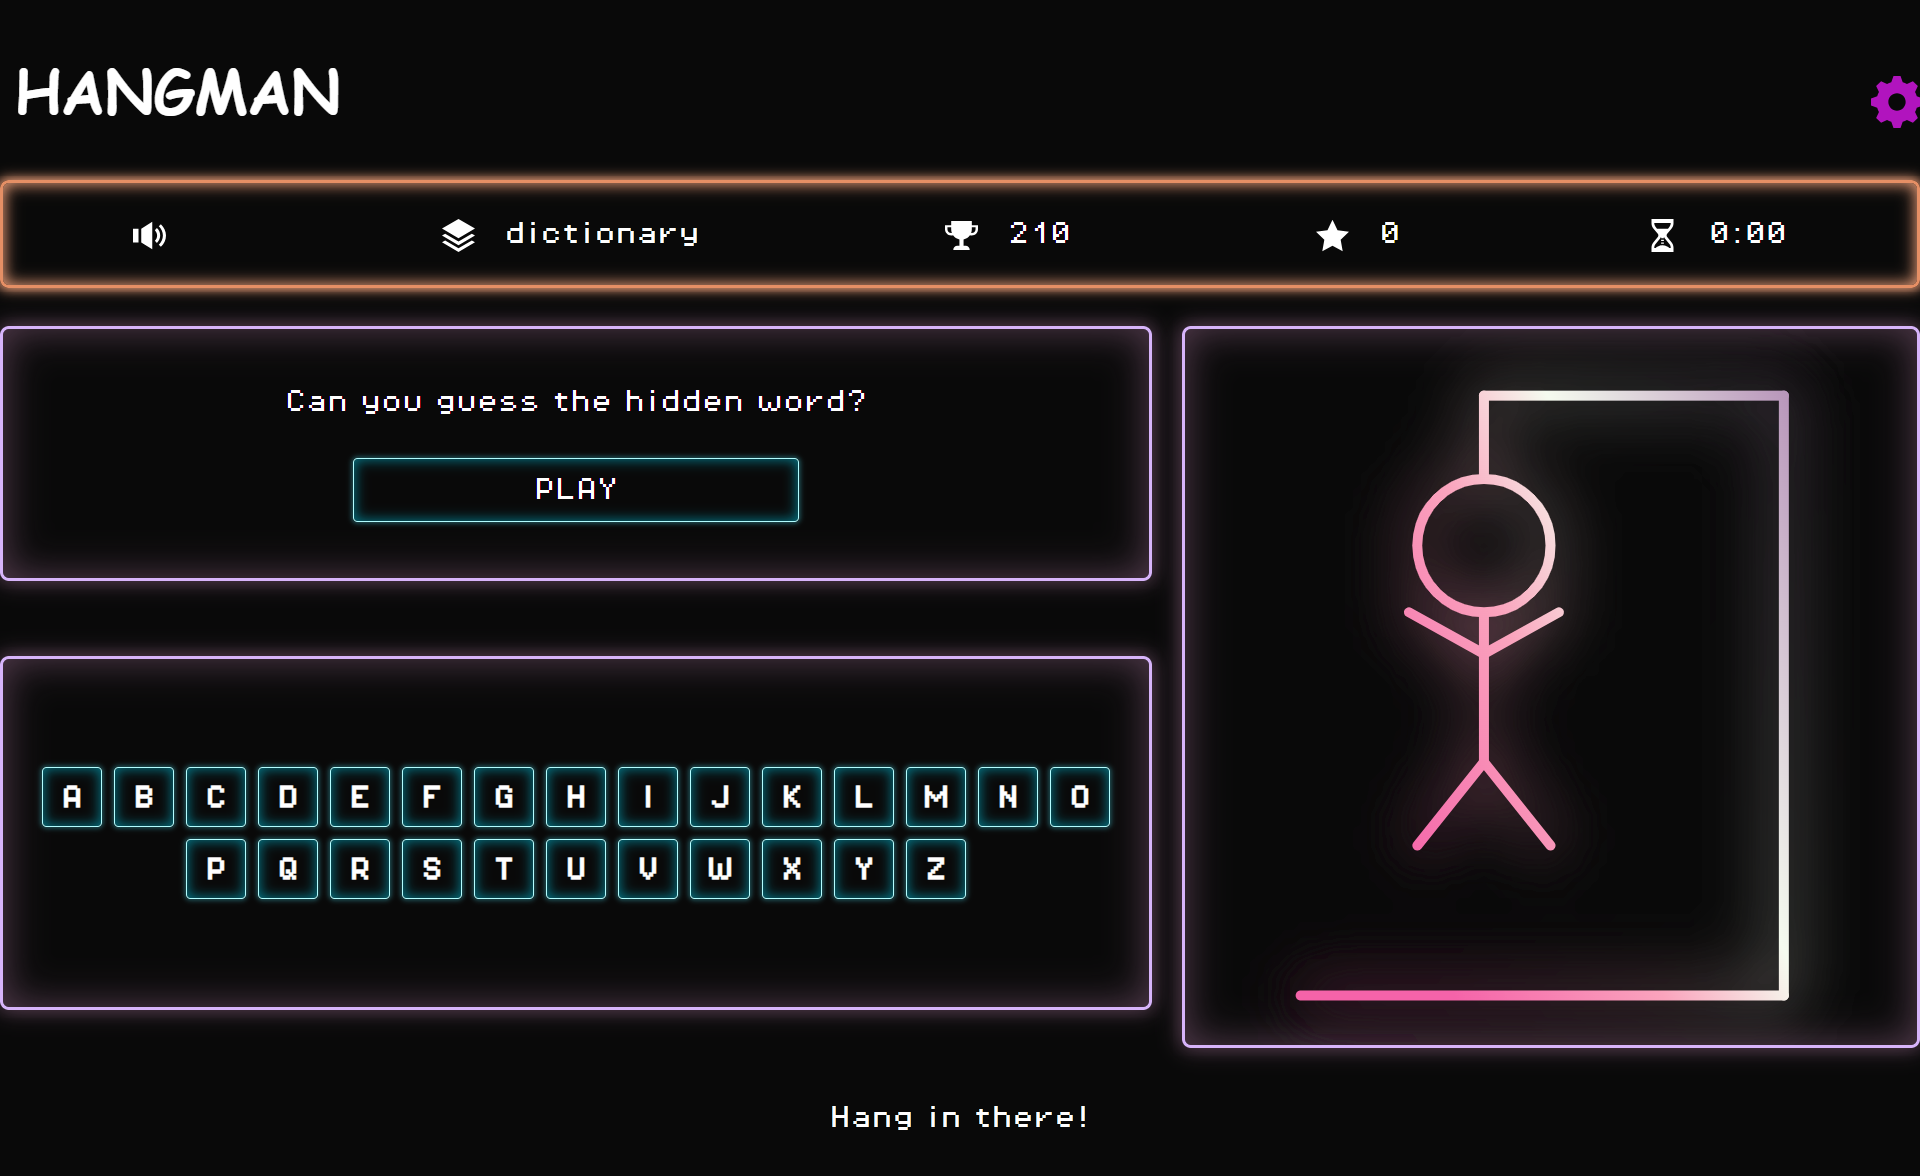 HANGMAN
dictionary 210 0 0:00
Can you guess the hidden word?
PLAY
A B C D E F G H I J K L M N O
P Q R S T U V W X Y Z
Hang in there!